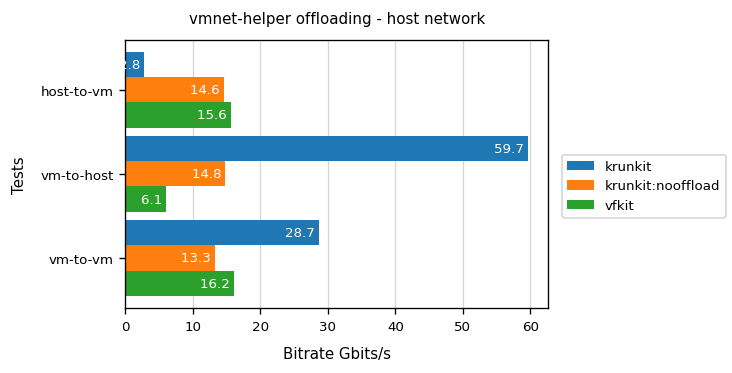 vmnet-helper offloading - host network
host-to-vm
2.8
14.6
15.6
vm-to-host
59.7
14.8
6.1
vm-to-vm
28.7
13.3
16.2
Tests
0 10 20 30 40 50 60
Bitrate Gbits/s
krunkit
krunkit:nooffload
vfkit